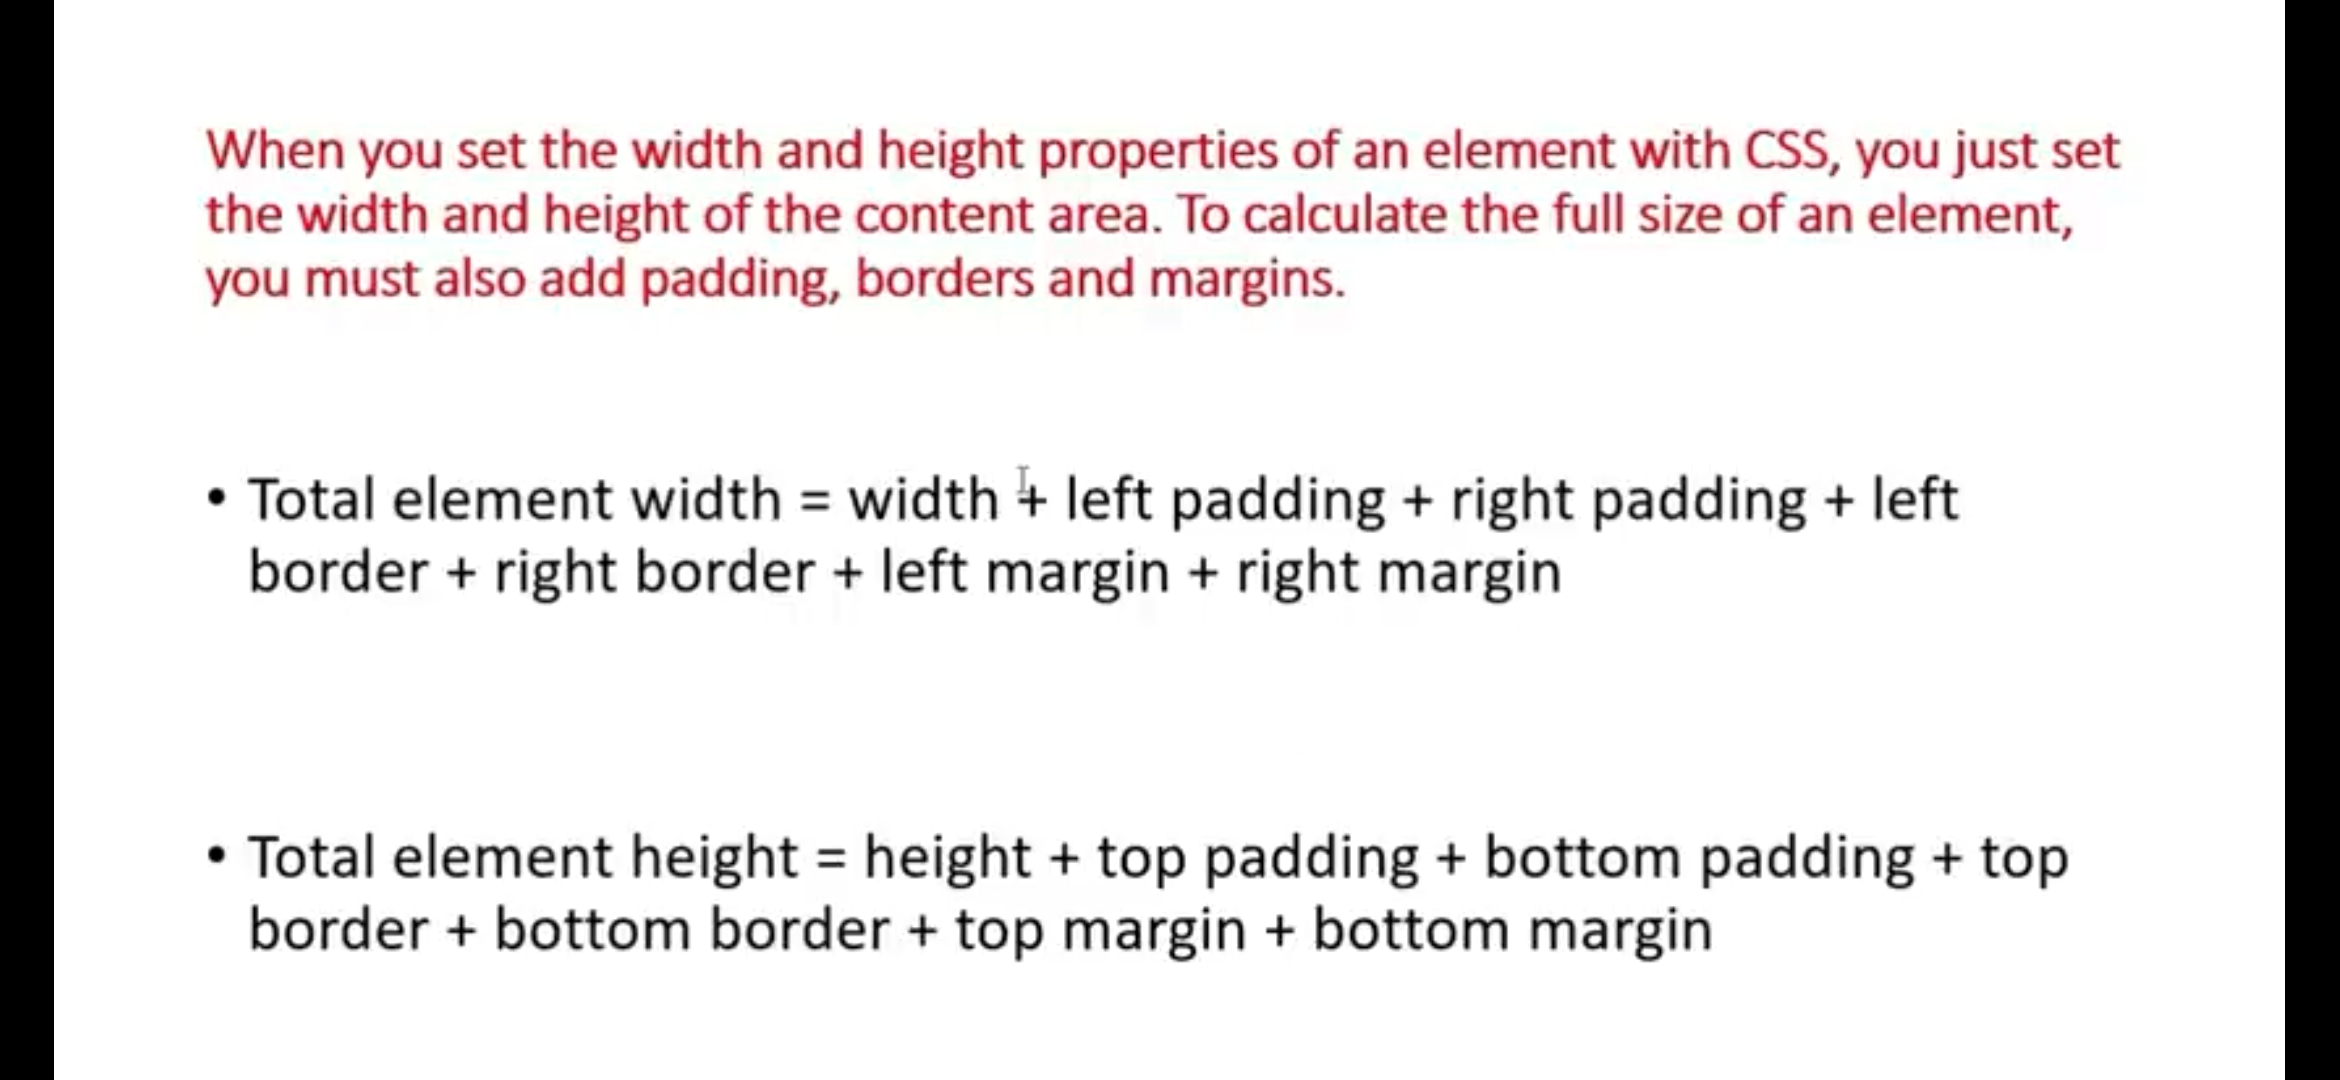 When you set the width and height properties of an element with CSS, you just set
the width and height of the content area. To calculate the full size of an element,
you must also add padding, borders and margins.
• Total element width = width + left padding + right padding + left
border + right border + left margin + right margin
• Total element height = height + top padding + bottom padding + top
border + bottom border + top margin + bottom margin